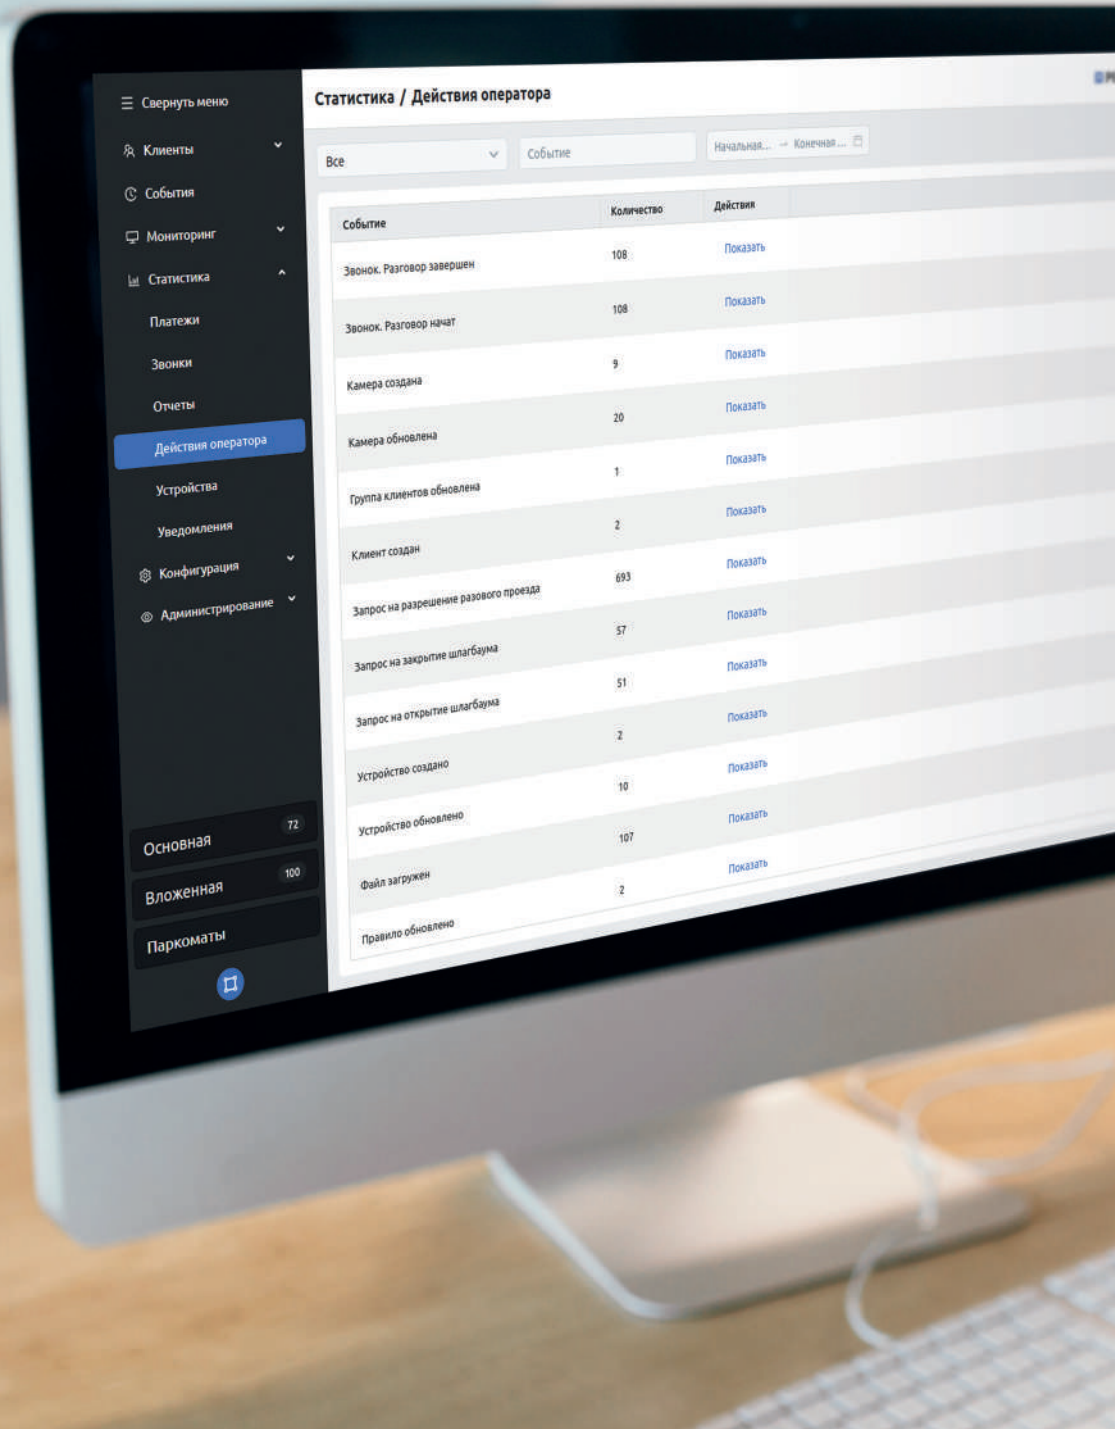 Свернуть меню
Клиенты
События
Мониторинг
Статистика
Платежи
Звонки
Отчеты
Действия оператора
Устройства
Уведомления
Конфигурация
Администрирование
Основная 72
Вложенная 100
Паркоматы
Статистика / Действия оператора
Все Событие Начальная... → Конечная ...
Событие Количество Действия
Звонок. Разговор завершен 108 Показать
Звонок. Разговор начат 108 Показать
Камера создана 9 Показать
Камера обновлена 20 Показать
Группа клиентов обновлена 1 Показать
Клиент создан 2 Показать
Запрос на разрешение разового проезда 693 Показать
Запрос на закрытие шлагбаума 57 Показать
Запрос на открытие шлагбаума 51 Показать
Устройство создано 2 Показать
Устройство обновлено 10 Показать
Файл загружен 107 Показать
Правило обновлено 2 Показать